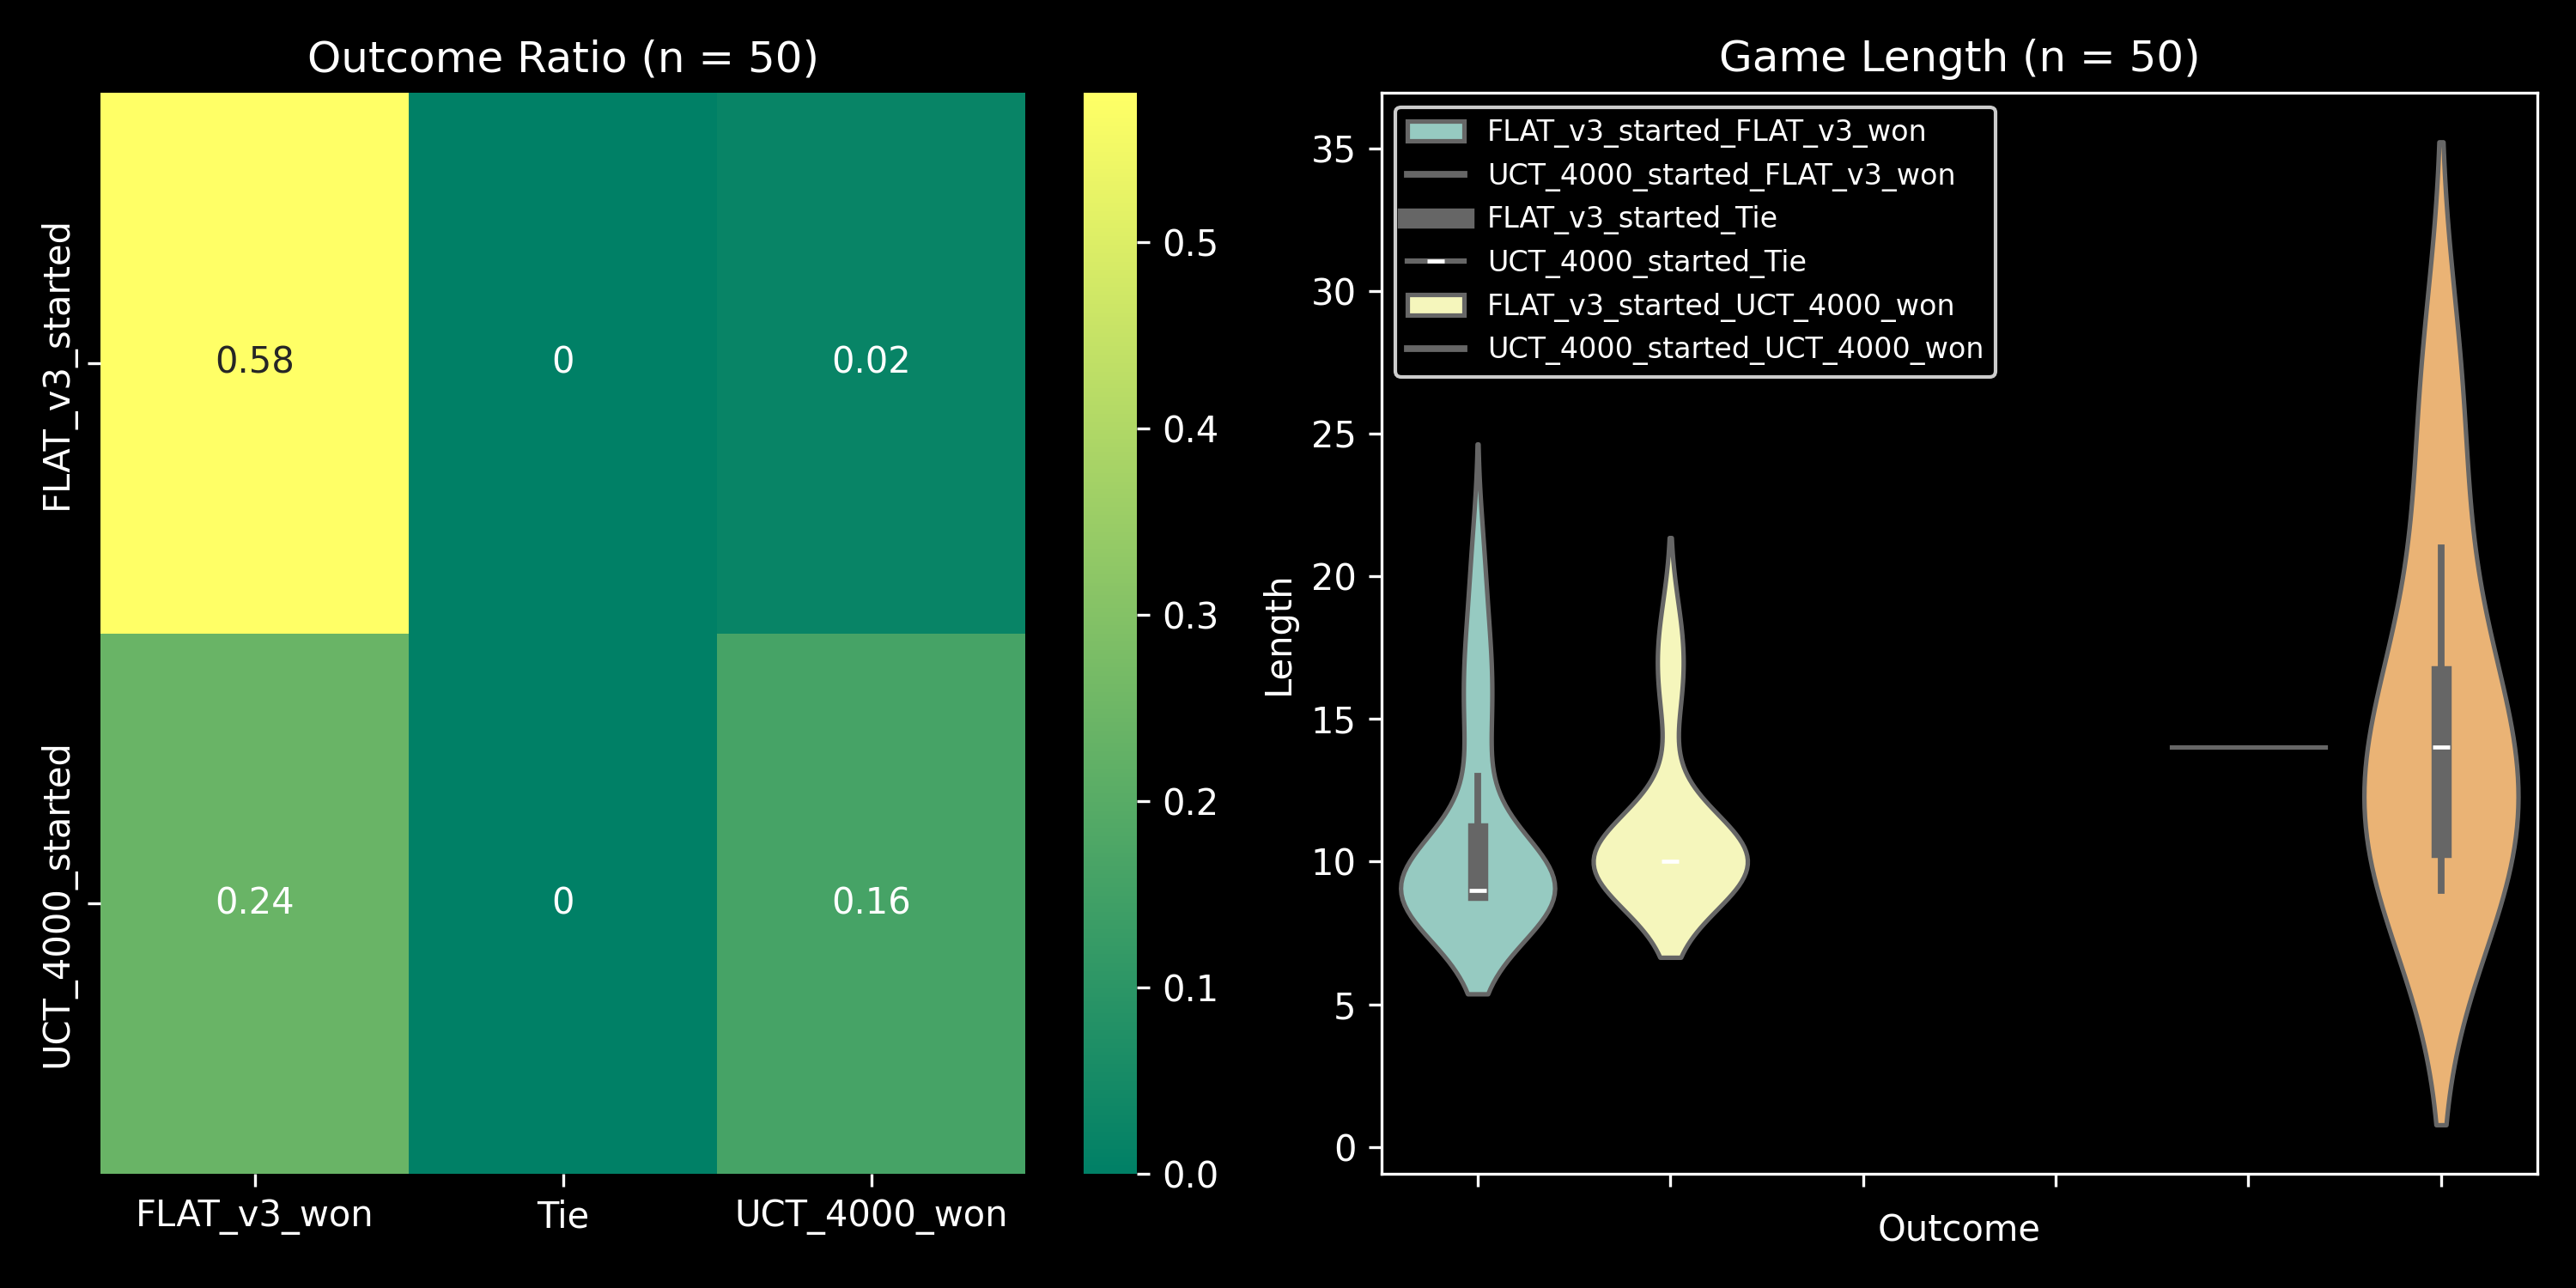 Outcome Ratio (n = 50)
FLAT_v3_started
UCT_4000_started
0.58
0
0.02
0.24
0
0.16
FLAT_v3_won
Tie
UCT_4000_won
0.5
0.4
0.3
0.2
0.1
0.0
Game Length (n = 50)
Length
35
30
25
20
15
10
5
0
FLAT_v3_started_FLAT_v3_won
UCT_4000_started_FLAT_v3_won
FLAT_v3_started_Tie
UCT_4000_started_Tie
FLAT_v3_started_UCT_4000_won
UCT_4000_started_UCT_4000_won
Outcome